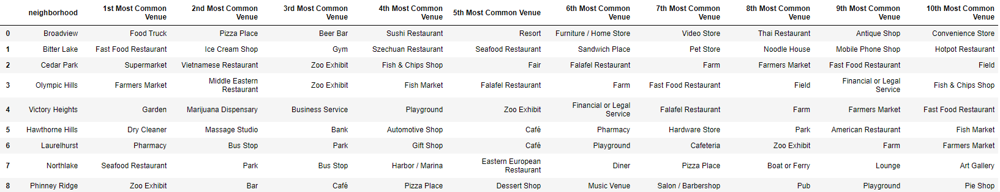 neighborhood 1st Most Common Venue 2nd Most Common Venue 3rd Most Common Venue 4th Most Common Venue 5th Most Common Venue 6th Most Common Venue 7th Most Common Venue 8th Most Common Venue 9th Most Common Venue 10th Most Common Venue
0 Broadview Food Truck Pizza Place Beer Bar Sushi Restaurant Resort Furniture / Home Store Video Store Thai Restaurant Antique Shop Convenience Store
1 Bitter Lake Fast Food Restaurant Ice Cream Shop Gym Szechuan Restaurant Seafood Restaurant Sandwich Place Pet Store Noodle House Mobile Phone Shop Hotpot Restaurant
2 Cedar Park Supermarket Vietnamese Restaurant Zoo Exhibit Fish & Chips Shop Fair Falafel Restaurant Farm Farmers Market Fast Food Restaurant Field
3 Olympic Hills Farmers Market Middle Eastern Restaurant Zoo Exhibit Fish Market Falafel Restaurant Farm Fast Food Restaurant Field Financial or Legal Service Fish & Chips Shop
4 Victory Heights Garden Marijuana Dispensary Business Service Playground Zoo Exhibit Financial or Legal Service Falafel Restaurant Farm Farmers Market Fast Food Restaurant
5 Hawthorne Hills Dry Cleaner Massage Studio Bank Automotive Shop Café Pharmacy Hardware Store Park American Restaurant Fish Market
6 Laurelhurst Pharmacy Bus Stop Park Gift Shop Café Playground Cafeteria Zoo Exhibit Farm Farmers Market
7 Northlake Seafood Restaurant Park Bus Stop Harbor / Marina Eastern European Restaurant Diner Pizza Place Boat or Ferry Lounge Art Gallery
8 Phinney Ridge Zoo Exhibit Bar Café Pizza Place Dessert Shop Music Venue Salon / Barbershop Pub Playground Pie Shop